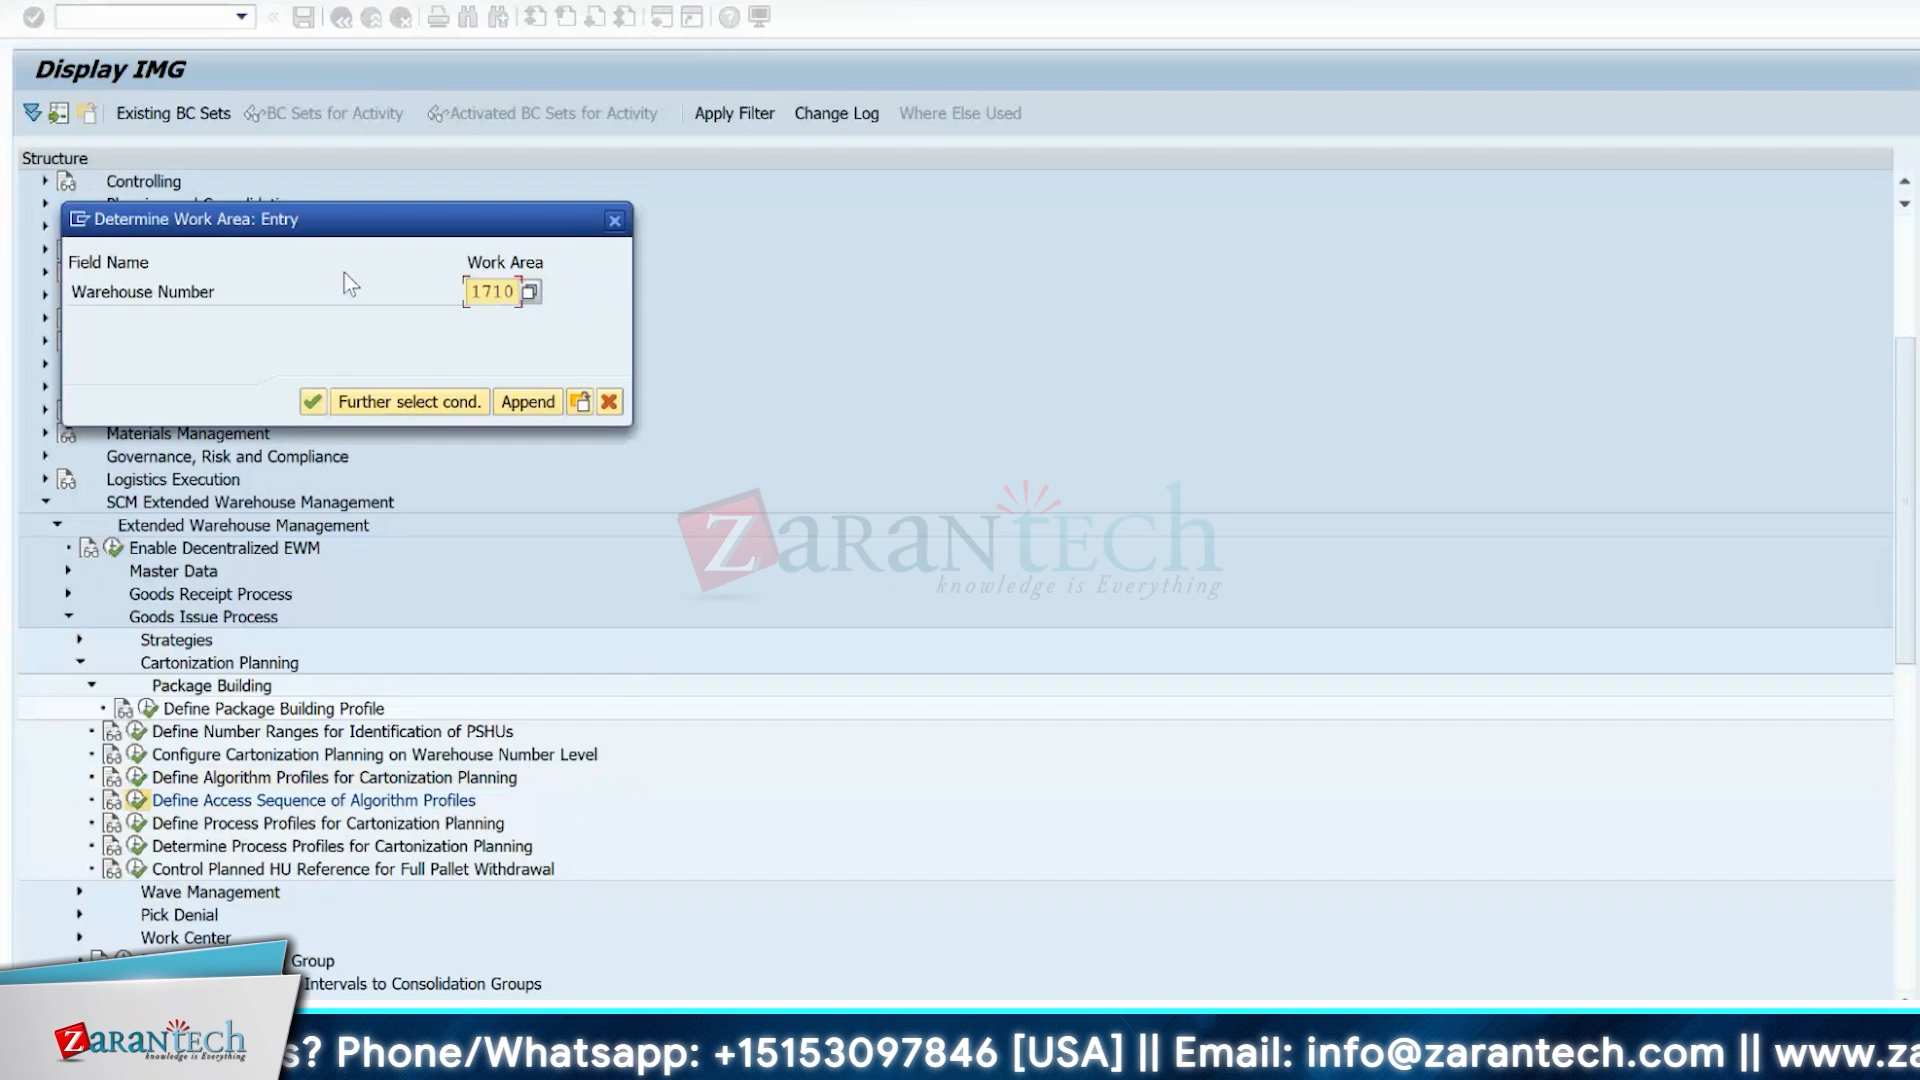 Display IMG
Existing BC Sets BC Sets for Activity Activated BC Sets for Activity Apply Filter Change Log Where Else Used
Structure
Controlling
Determine Work Area: Entry
Field Name Work Area
Warehouse Number 1710
Further select cond. Append
Materials Management
Governance, Risk and Compliance
Logistics Execution
SCM Extended Warehouse Management
Extended Warehouse Management
Enable Decentralized EWM
Master Data
Goods Receipt Process
Goods Issue Process
Strategies
Cartonization Planning
Package Building
Define Package Building Profile
Define Number Ranges for Identification of PSHUs
Configure Cartonization Planning on Warehouse Number Level
Define Algorithm Profiles for Cartonization Planning
Define Access Sequence of Algorithm Profiles
Define Process Profiles for Cartonization Planning
Determine Process Profiles for Cartonization Planning
Control Planned HU Reference for Full Pallet Withdrawal
Wave Management
Pick Denial
Work Center
Group
Intervals to Consolidation Groups
ZARANTECH
knowledge is Everything
ZARANTECH
knowledge is Everything
s? Phone/Whatsapp: +15153097846 [USA] || Email: info@zarantech.com || www.za